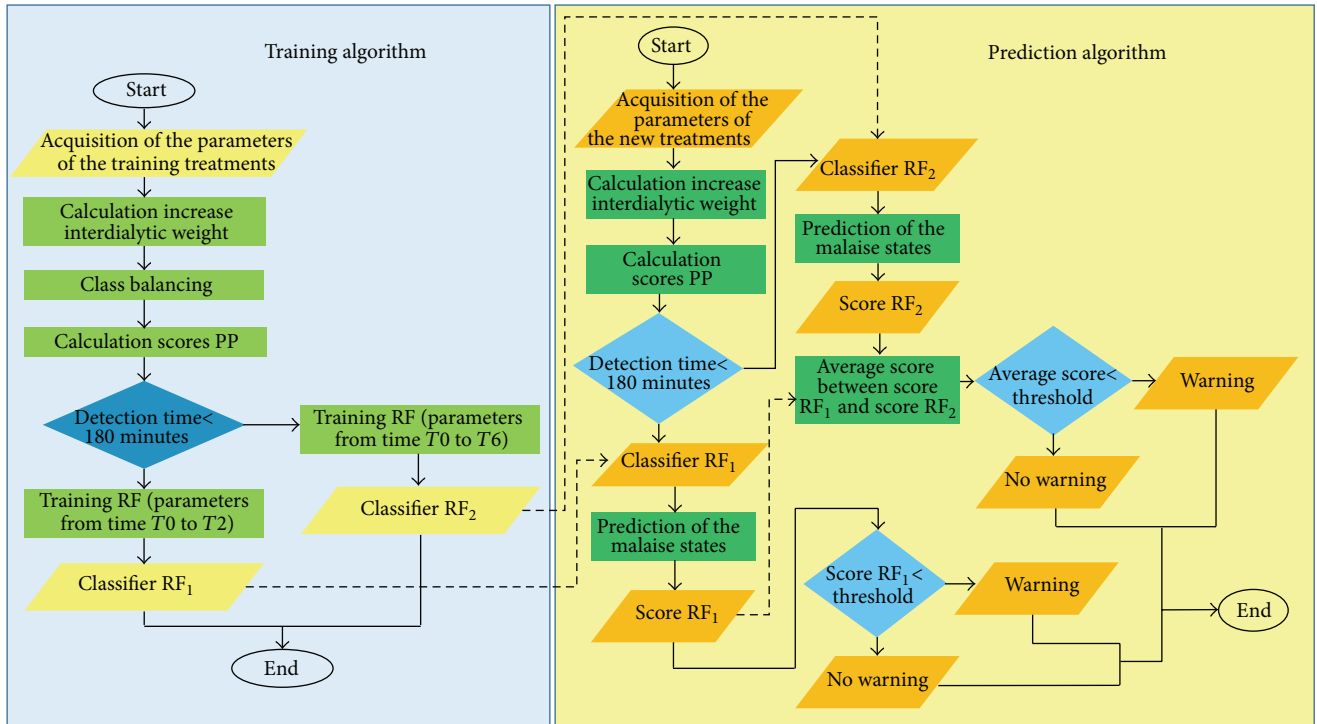 Training algorithm
Start
Acquisition of the parameters
of the training treatments
Calculation increase
interdialytic weight
Class balancing
Calculation scores PP
Detection time<
180 minutes
Training RF (parameters
from time T0 to T6)
Training RF (parameters
from time T0 to T2)
Classifier RF₂
Classifier RF₁
End
Prediction algorithm
Start
Acquisition of the
parameters of
the new treatments
Calculation increase
interdialytic weight
Calculation
scores PP
Detection time<
180 minutes
Classifier RF₁
Prediction of the
malaise states
Score RF₁
Classifier RF₂
Prediction of the
malaise states
Score RF₂
Average score
between score
RF₁ and score RF₂
Average score<
threshold
Warning
No warning
Score RF₁<
threshold
Warning
No warning
End